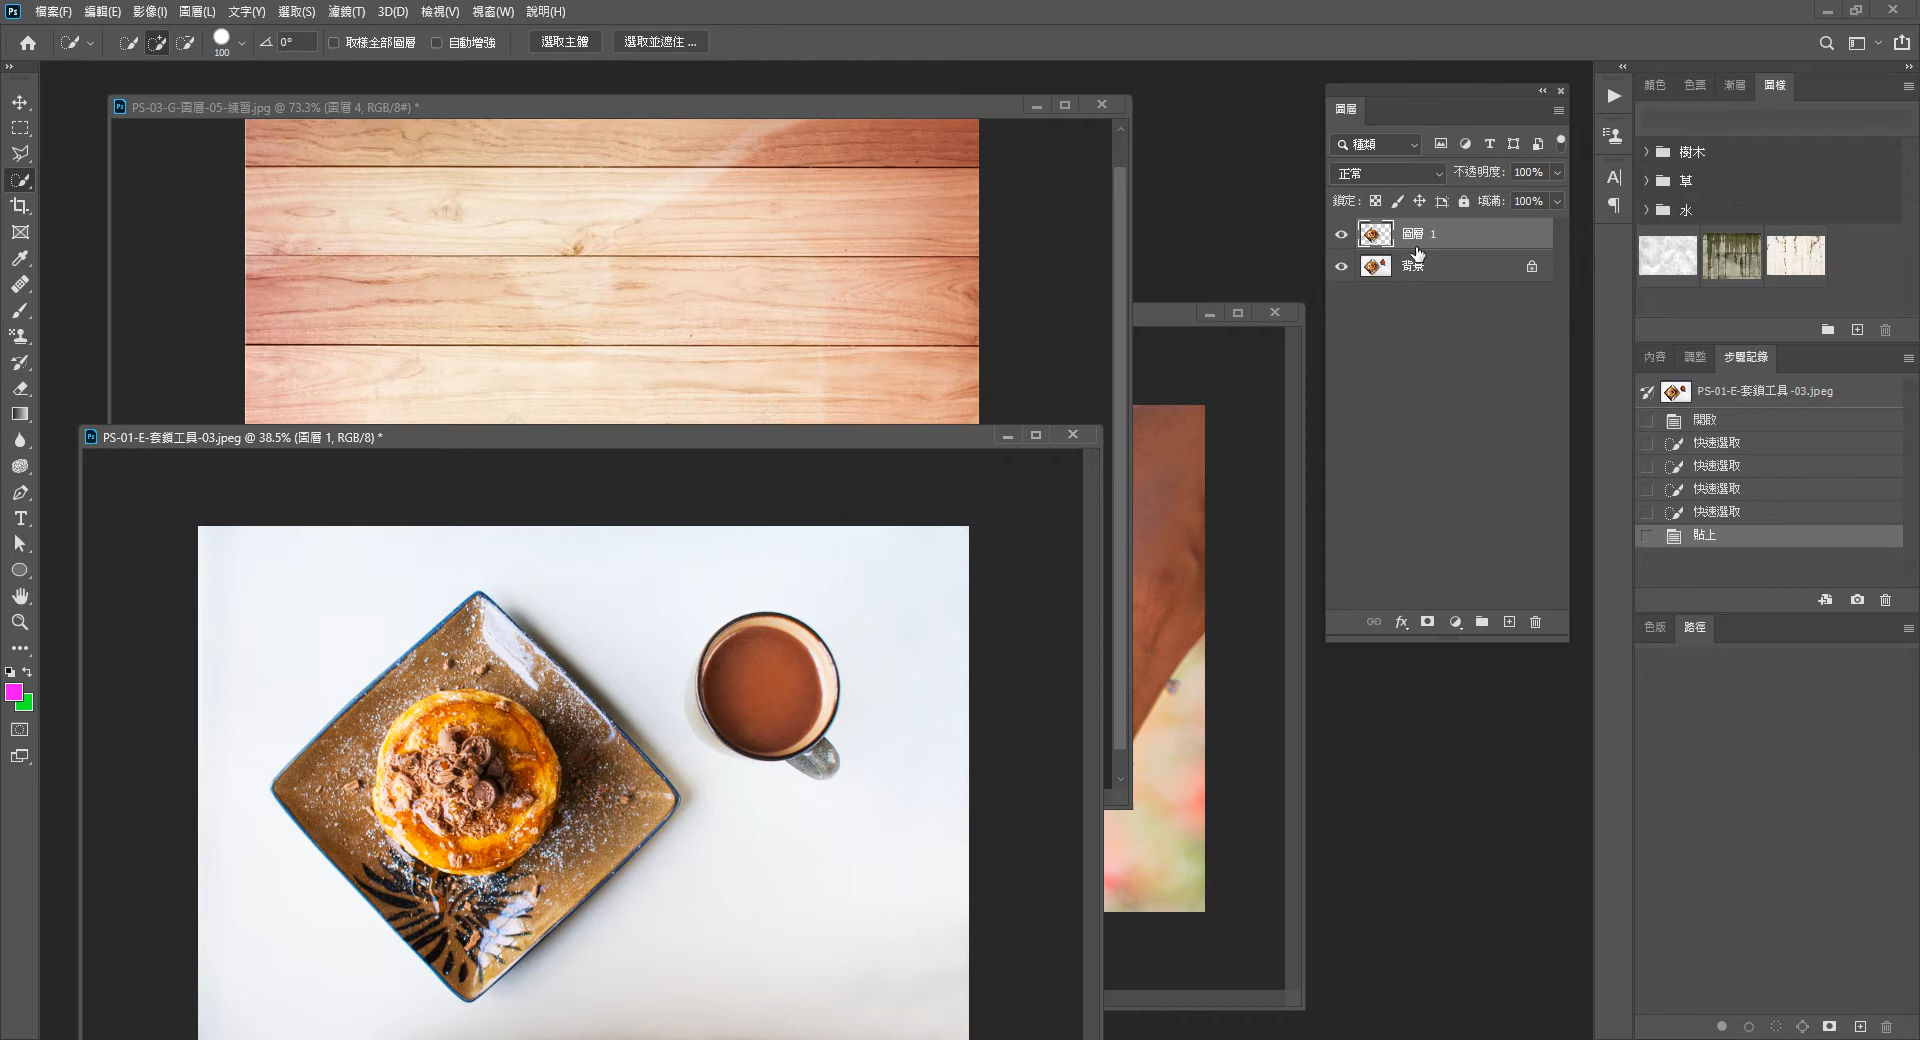 Ps 檔案(F) 編輯(E) 影像(I) 圖層(L) 文字(Y) 選取(S) 濾鏡(T) 3D(D) 檢視(V) 視窗(W) 說明(H)
100 0° 取樣全部圖層 自動增強 選取主體 選取並遮住 ...
PS-03-G-圖層-05-練習.jpg @ 73.3% (圖層 4, RGB/8#) *
PS-01-E-套鎖工具-03.jpeg @ 38.5% (圖層 1, RGB/8) *
圖層
種類
正常 不透明度: 100%
鎖定: 填滿: 100%
圖層 1
背景
fx
顏色 色票 漸層 圖樣
樹木
草
水
內容 調整 步驟記錄
PS-01-E-套鎖工具-03.jpeg
開啟
快速選取
快速選取
快速選取
快速選取
貼上
色版 路徑